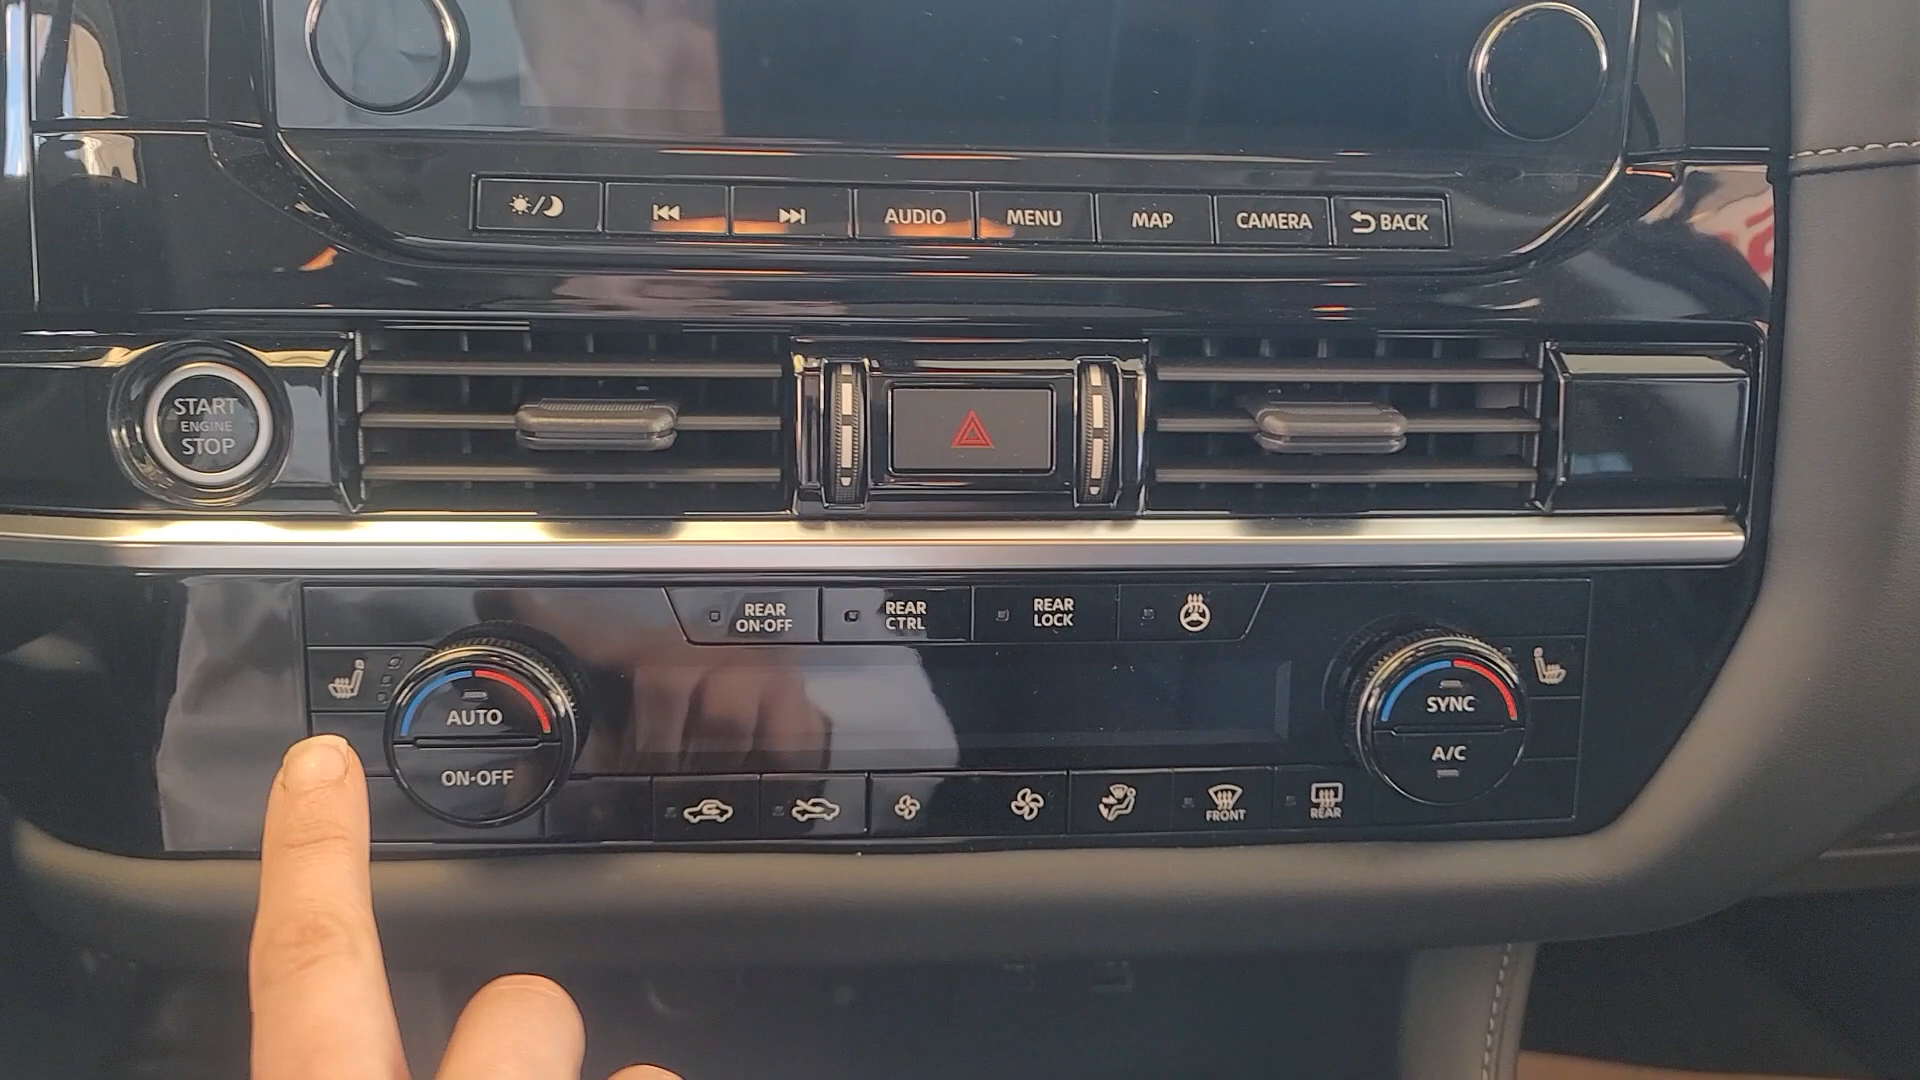 AUDIO
MENU
MAP
CAMERA
BACK
START
ENGINE
STOP
REAR
ON·OFF
REAR
CTRL
REAR
LOCK
AUTO
ON·OFF
SYNC
A/C
FRONT
REAR